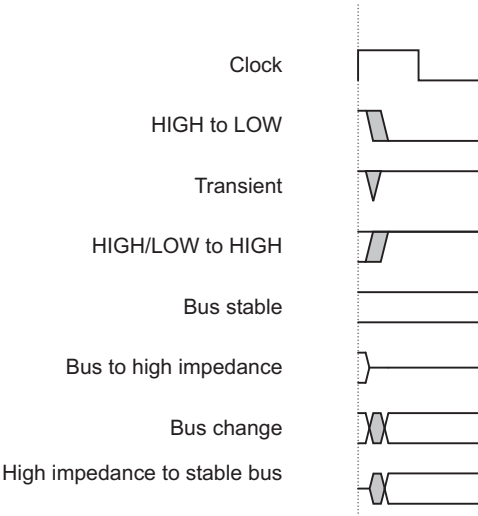 Clock
HIGH to LOW
Transient
HIGH/LOW to HIGH
Bus stable
Bus to high impedance
Bus change
High impedance to stable bus